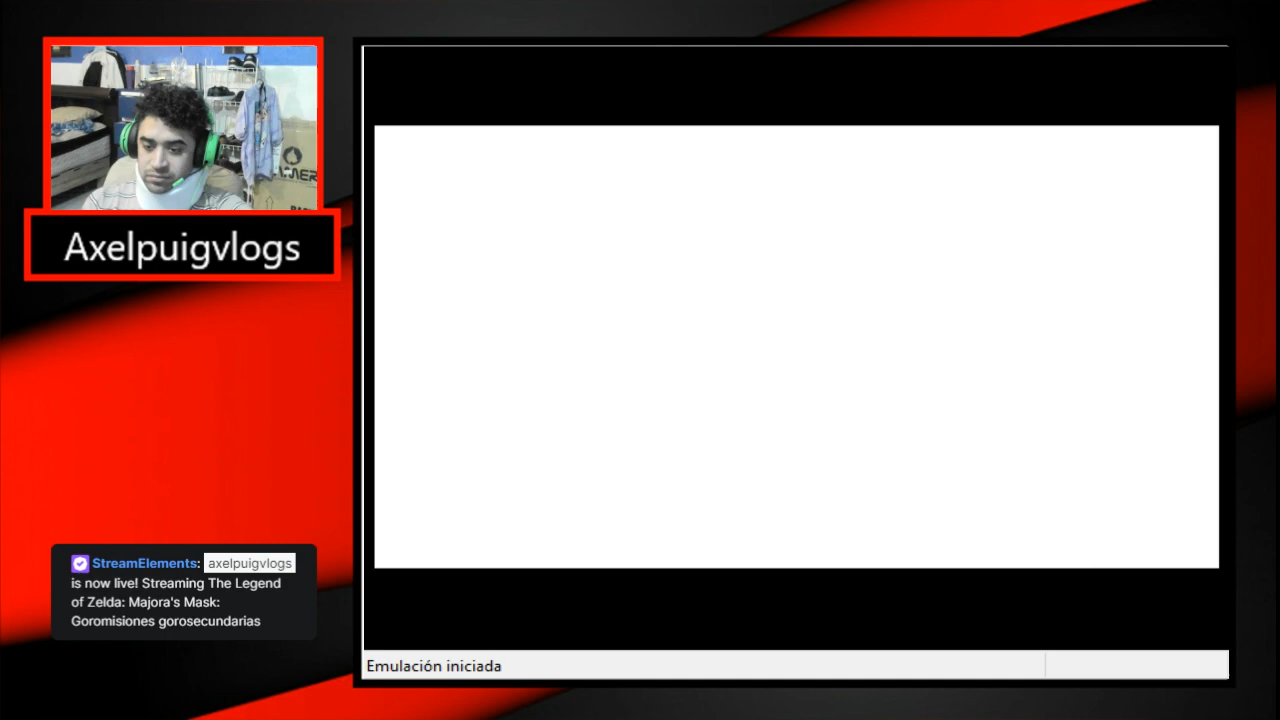 Axelpuigvlogs
StreamElements: axelpuigvlogs
is now live! Streaming The Legend
of Zelda: Majora's Mask:
Goromisiones gorosecundarias
Emulación iniciada